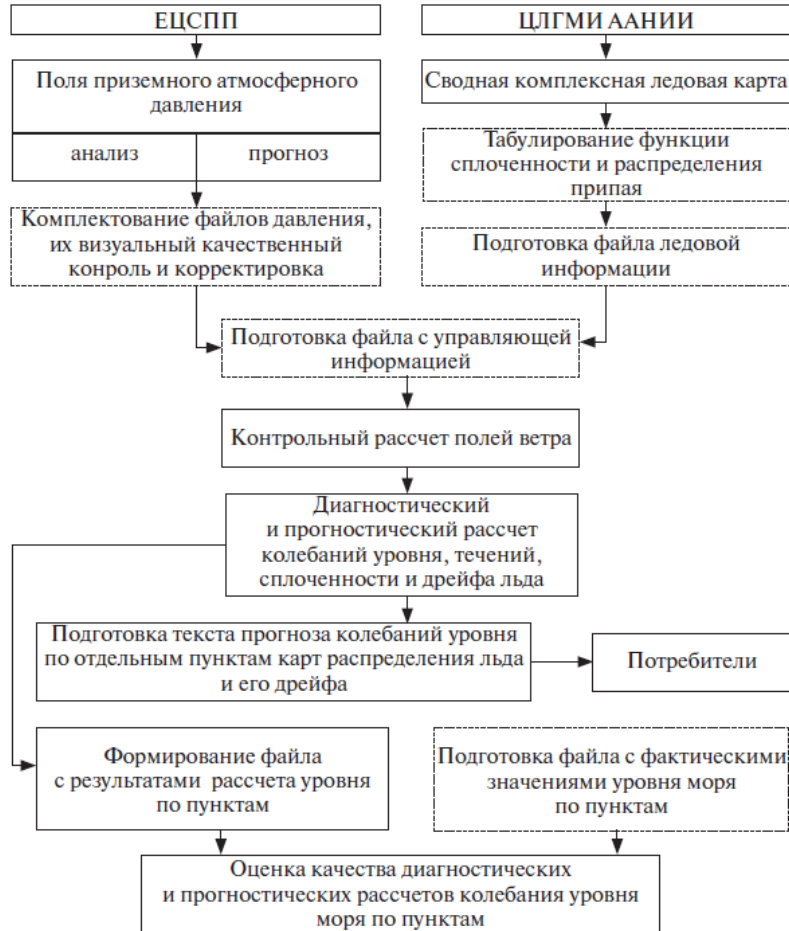 ЕЦСПП
ЦЛГМИ ААНИИ
Поля приземного атмосферного
давления
анализ
прогноз
Сводная комплексная ледовая карта
Табулирование функции
сплоченности и распределения
припая
Комплектование файлов давления,
их визуальный качественный
конроль и корректировка
Подготовка файла ледовой
информации
Подготовка файла с управляющей
информацией
Контрольный рассчет полей ветра
Диагностический
и прогностический рассчет
колебаний уровня, течений,
сплоченности и дрейфа льда
Подготовка текста прогноза колебаний уровня
по отдельным пунктам карт распределения льда
и его дрейфа
Потребители
Формирование файла
с результатами рассчета уровня
по пунктам
Подготовка файла с фактическими
значениями уровня моря
по пунктам
Оценка качества диагностических
и прогностических рассчетов колебания уровня
моря по пунктам